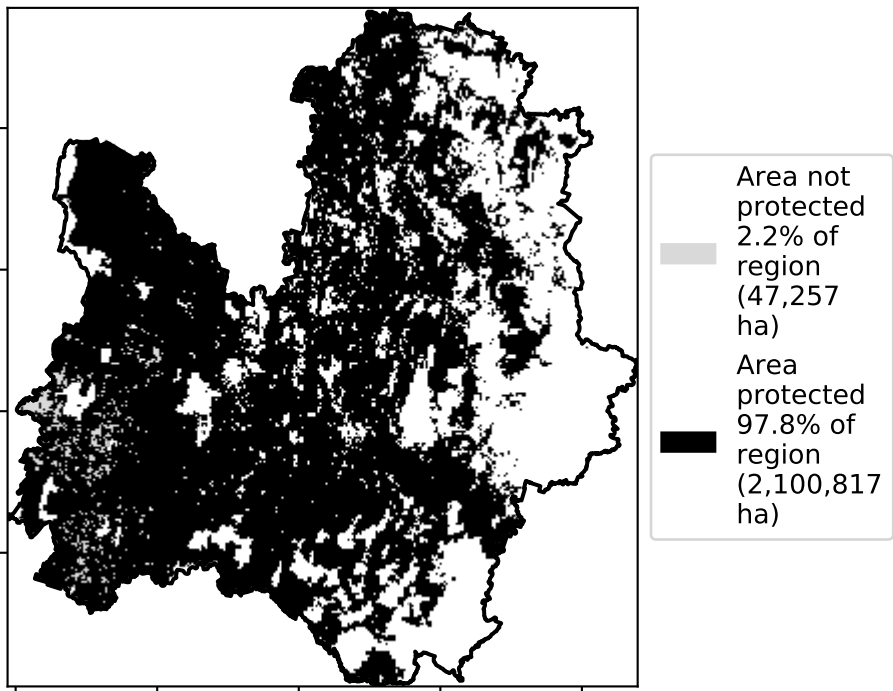 Area not
protected
2.2% of
region
(47,257
ha)
Area
protected
97.8% of
region
(2,100,817
ha)